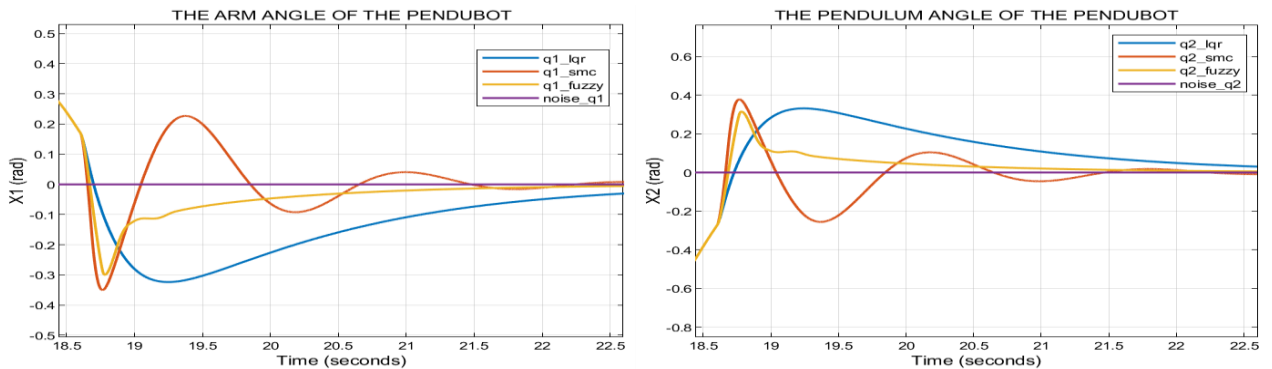 THE ARM ANGLE OF THE PENDUBOT
0.5
0.4
0.3
0.2
0.1
0
-0.1
-0.2
-0.3
-0.4
-0.5
X1 (rad)
q1_lqr
q1_smc
q1_fuzzy
noise_q1
18.5 19 19.5 20 20.5 21 21.5 22 22.5
Time (seconds)
THE PENDULUM ANGLE OF THE PENDUBOT
0.6
0.4
0.2
0
-0.2
-0.4
-0.6
-0.8
X2 (rad)
q2_lqr
q2_smc
q2_fuzzy
noise_q2
18.5 19 19.5 20 20.5 21 21.5 22 22.5
Time (seconds)